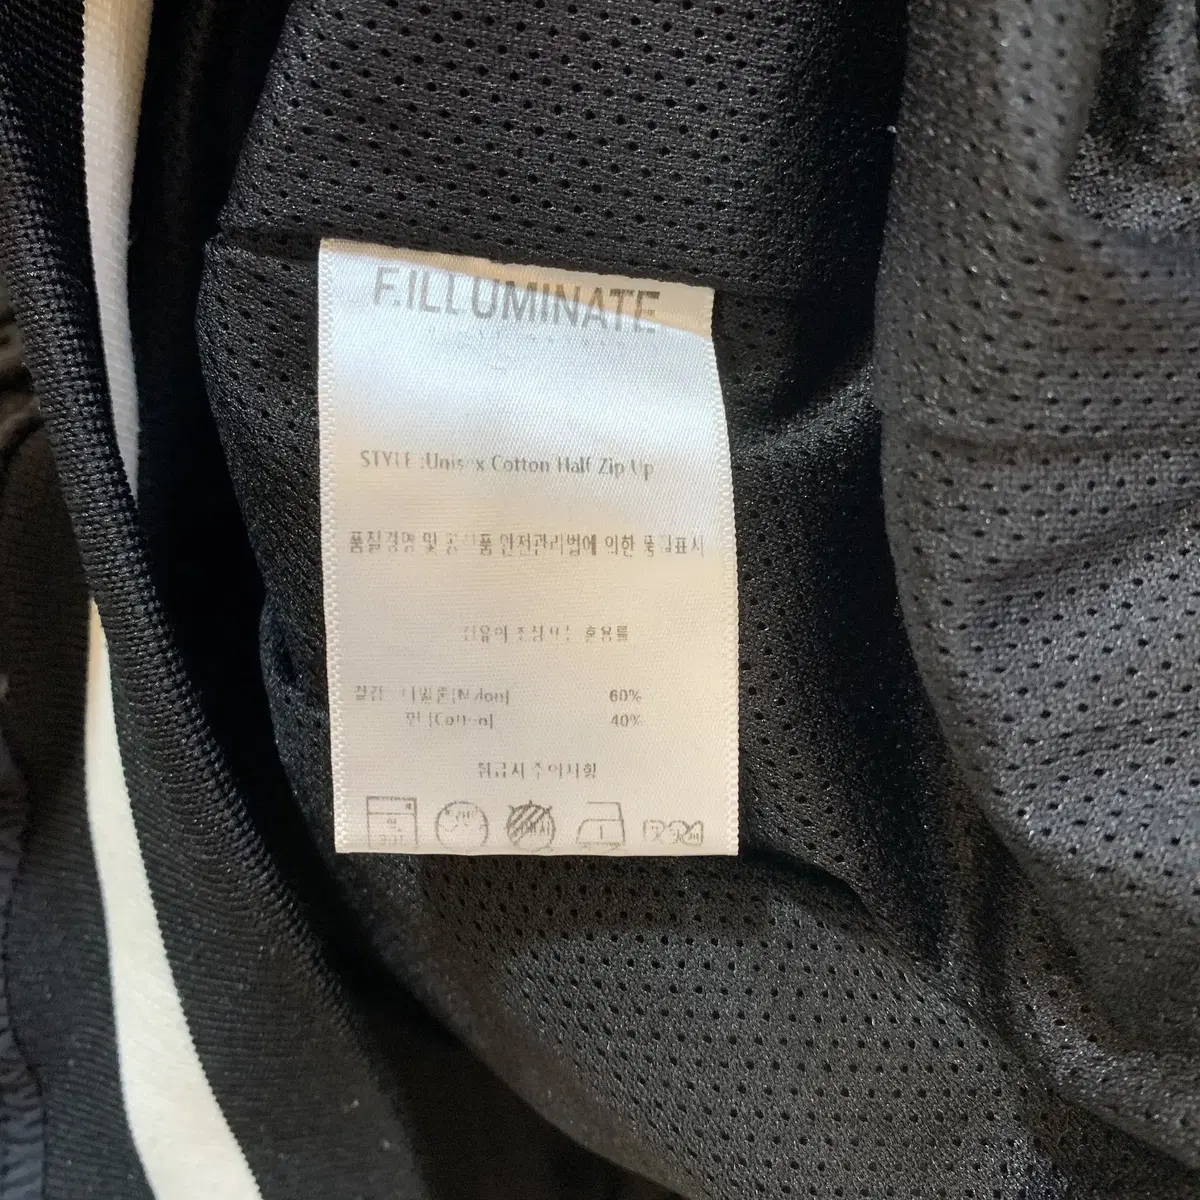 F.ILLUMINATE
STYLE :Unisex Cotton Half Zip Up
품질경영 및 공산품 안전관리법에 의한 품질표시
섬유의 조성 또는 혼용률
겉감 나일론[Nylon] 60%
면 [Cotton] 40%
취급시 주의사항